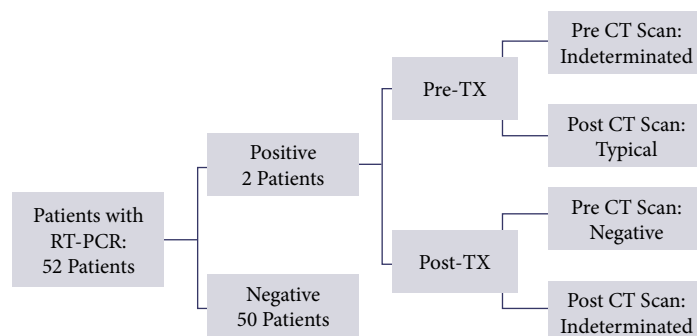 Patients with
RT-PCR:
52 Patients
Positive
2 Patients
Negative
50 Patients
Pre-TX
Post-TX
Pre CT Scan:
Indeterminated
Post CT Scan:
Typical
Pre CT Scan:
Negative
Post CT Scan:
Indeterminated